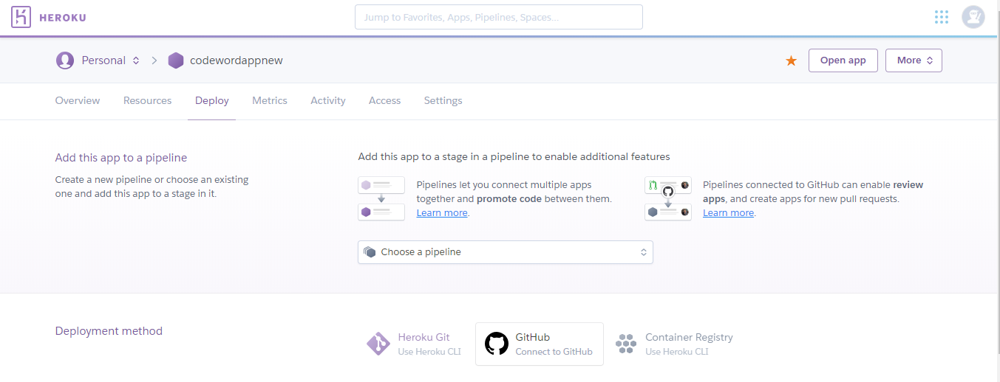 HEROKU
Jump to Favorites, Apps, Pipelines, Spaces...
Personal
codewordappnew
Open app
More
Overview
Resources
Deploy
Metrics
Activity
Access
Settings
Add this app to a pipeline
Create a new pipeline or choose an existing
one and add this app to a stage in it.
Add this app to a stage in a pipeline to enable additional features
Pipelines let you connect multiple apps
together and promote code between them.
Learn more.
Pipelines connected to GitHub can enable review
apps, and create apps for new pull requests.
Learn more.
Choose a pipeline
Deployment method
Heroku Git
Use Heroku CLI
GitHub
Connect to GitHub
Container Registry
Use Heroku CLI